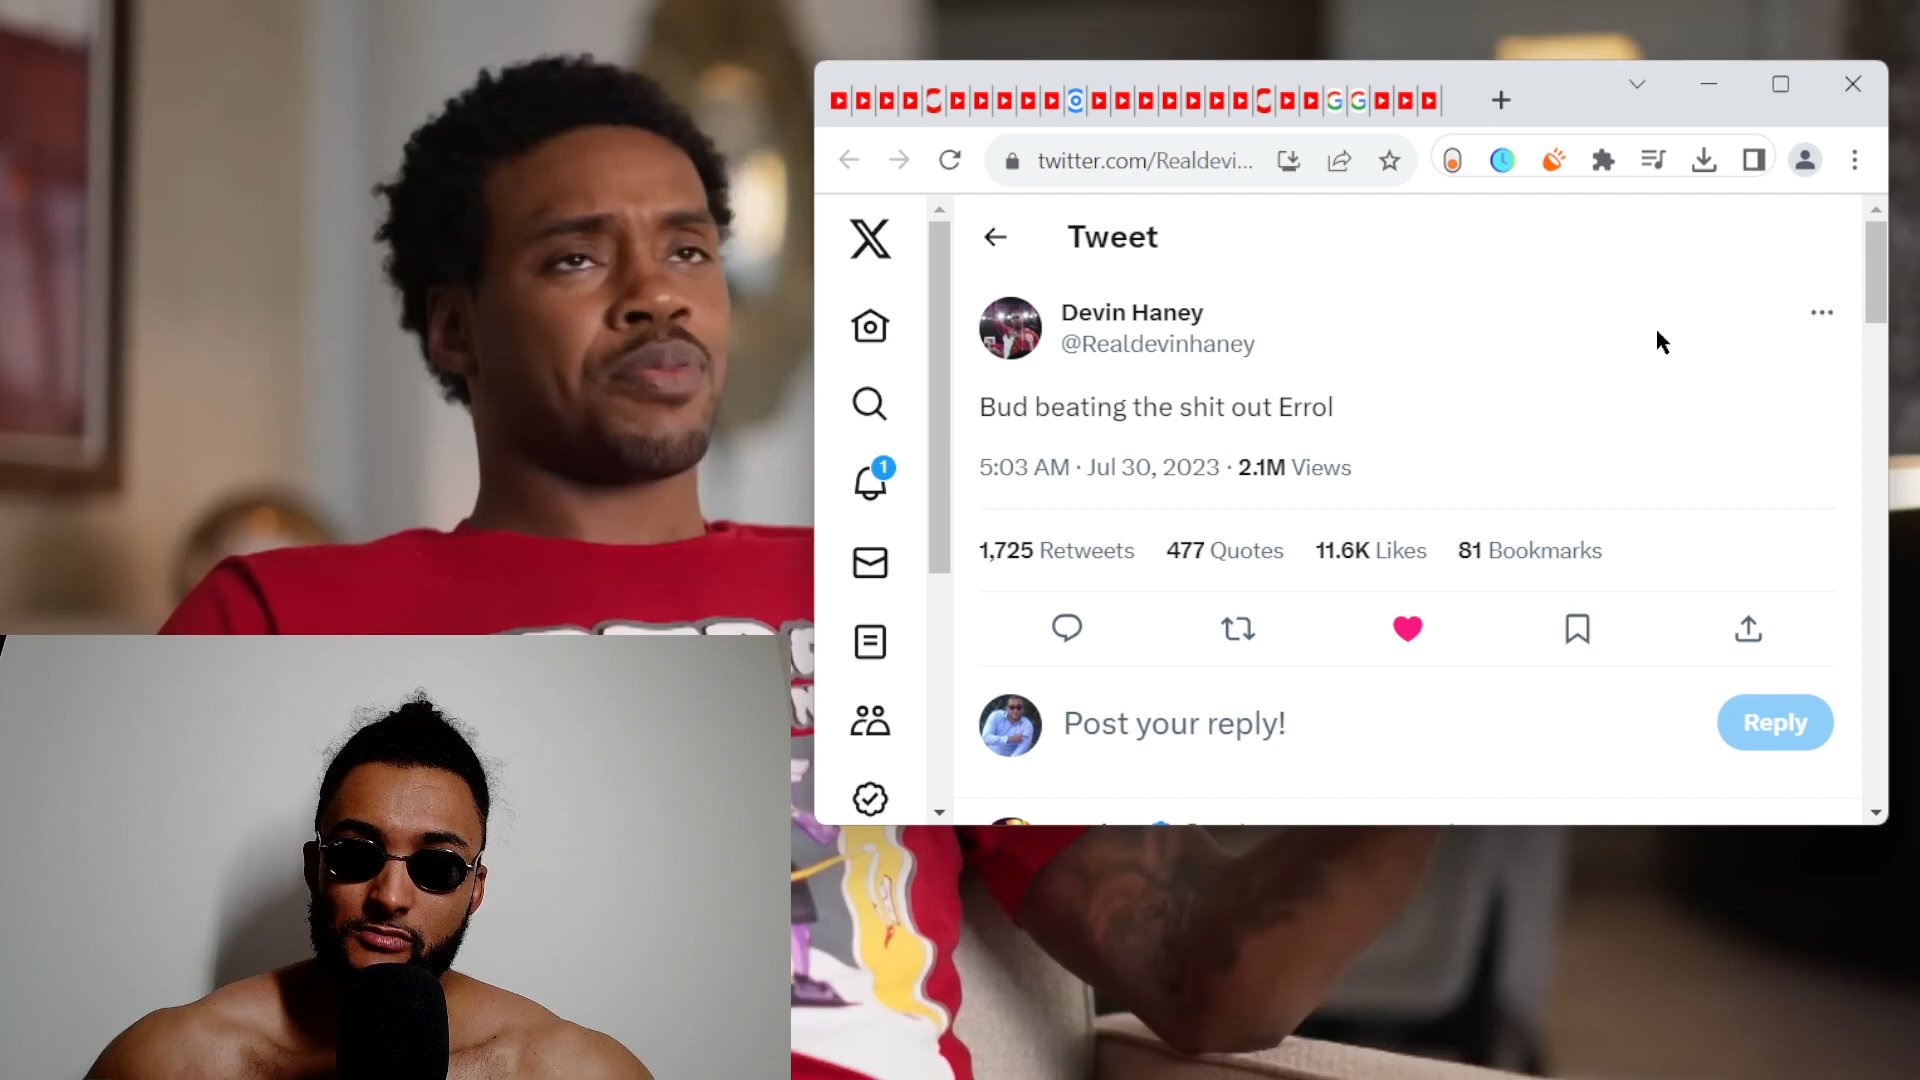 twitter.com/Realdevi...
Tweet
Devin Haney
@Realdevinhaney
Bud beating the shit out Errol
5:03 AM · Jul 30, 2023 · 2.1M Views
1,725 Retweets 477 Quotes 11.6K Likes 81 Bookmarks
1
Post your reply!
Reply